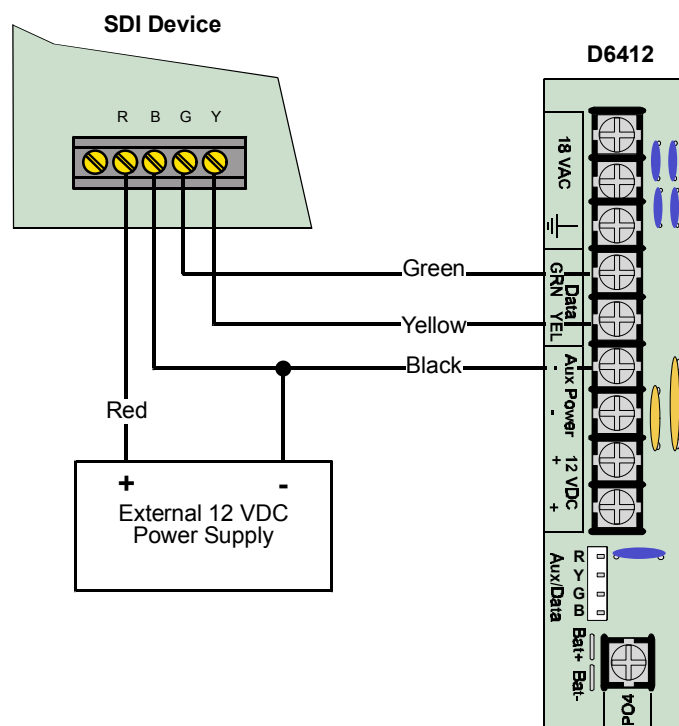 SDI Device
D6412
R B G Y
18 VAC
GRN YEL
Data
Green
Yellow
Black
- -
Aux Power
+ +
12 VDC
Red
+ -
External 12 VDC
Power Supply
R
Y
G
B
Aux/Data
Bat+ Bat-
PO4